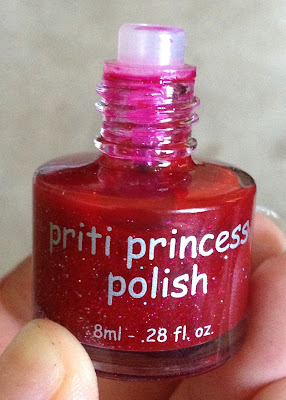 priti princess
polish
8ml - .28 fl. oz.